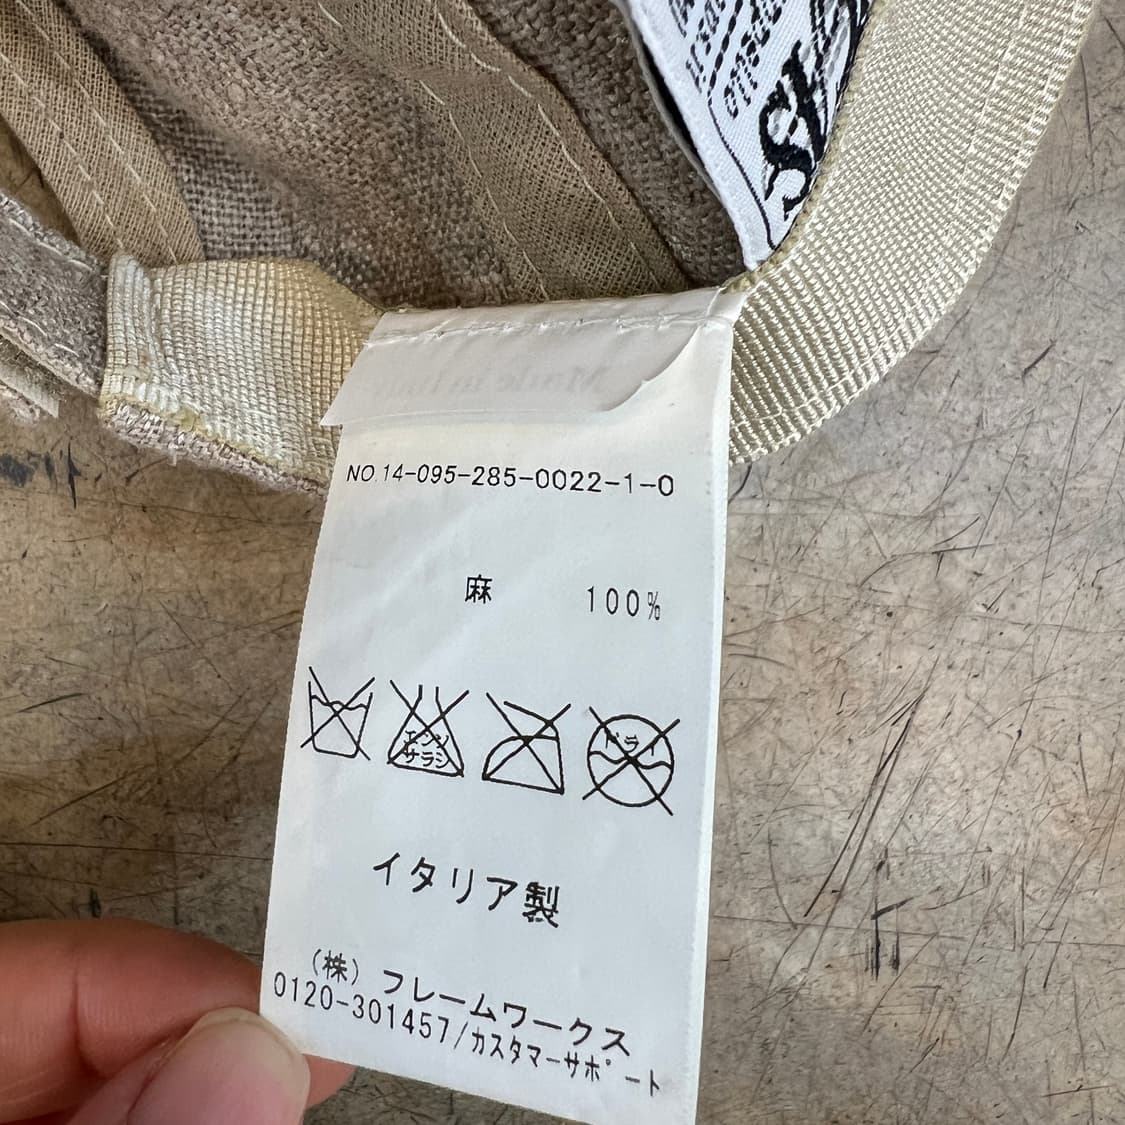 Made in Italy
NO.14-095-285-0022-1-0
麻 100%
エンソ
サラシ
ドライ
イタリア製
(株) フレームワークス
0120-301457/カスタマーサポート